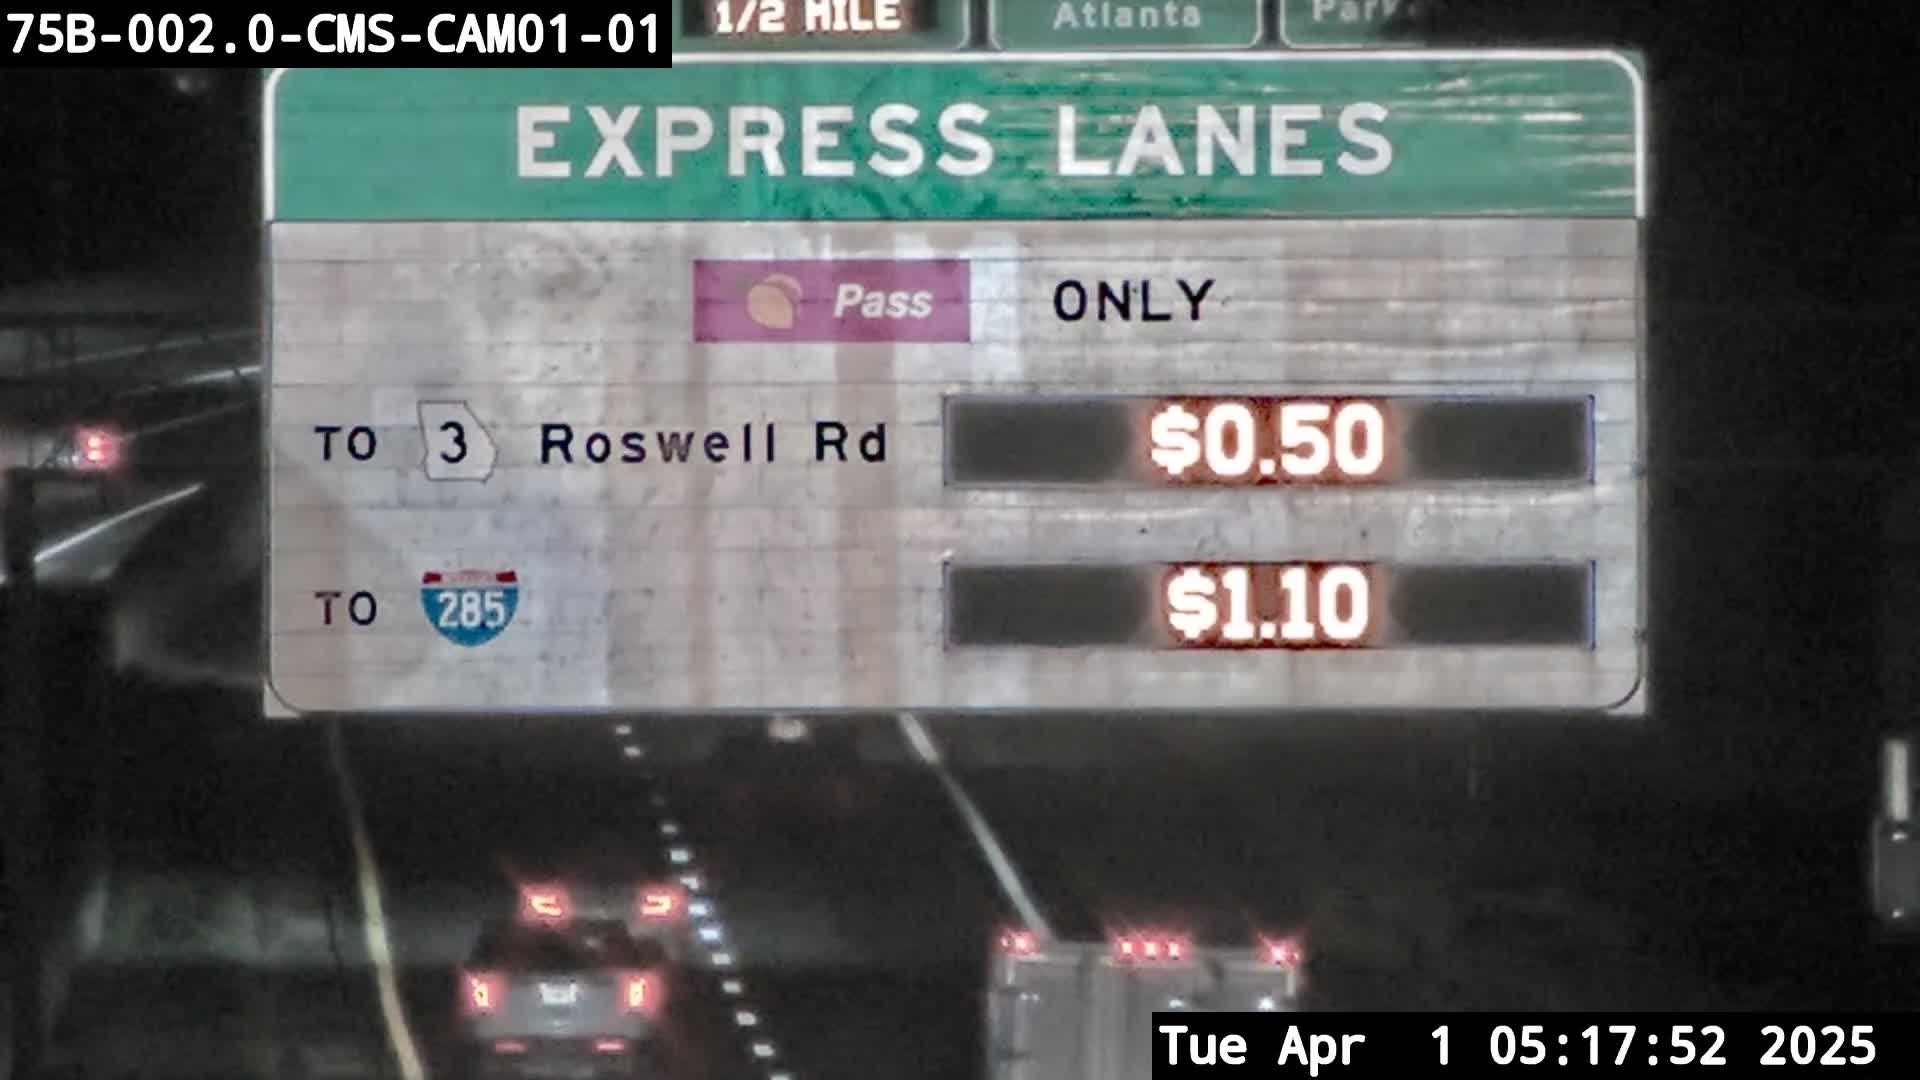 75B-002.0-CMS-CAM01-01
1/2 MILE
Atlanta
EXPRESS LANES
Pass ONLY
TO 3 Roswell Rd $0.50
TO 285 $1.10
Tue Apr 1 05:17:52 2025